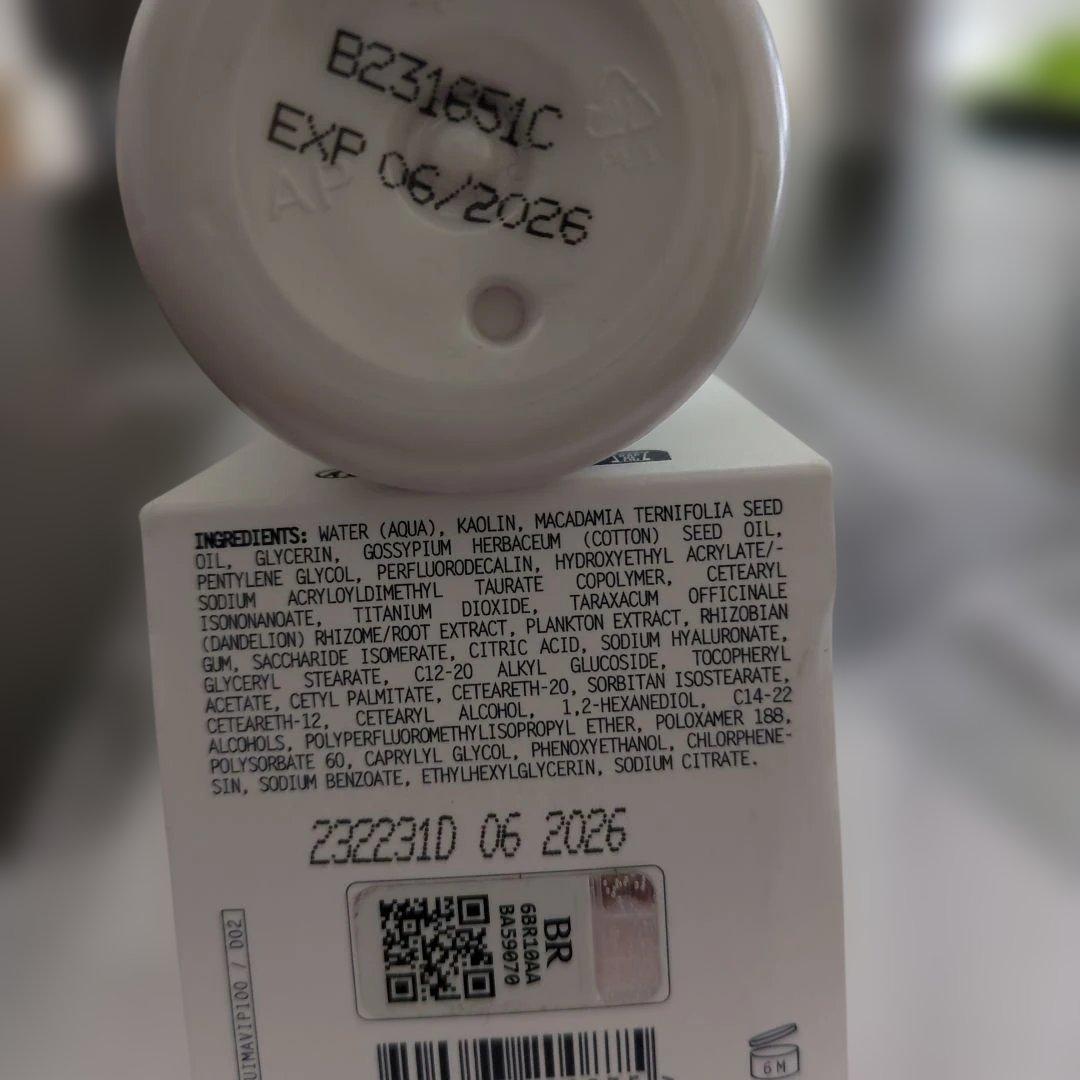 B231651C
EXP 06/2026
INGREDIENTS: WATER (AQUA), KAOLIN, MACADAMIA TERNIFOLIA SEED
OIL, GLYCERIN, GOSSYPIUM HERBACEUM (COTTON) SEED OIL,
PENTYLENE GLYCOL, PERFLUORODECALIN, HYDROXYETHYL ACRYLATE/-
SODIUM ACRYLOYLDIMETHYL TAURATE COPOLYMER, CETEARYL
ISONONANOATE, TITANIUM DIOXIDE, TARAXACUM OFFICINALE
(DANDELION) RHIZOME/ROOT EXTRACT, PLANKTON EXTRACT, RHIZOBIAN
GUM, SACCHARIDE ISOMERATE, CITRIC ACID, SODIUM HYALURONATE,
GLYCERYL STEARATE, C12-20 ALKYL GLUCOSIDE, TOCOPHERYL
ACETATE, CETYL PALMITATE, CETEARETH-20, SORBITAN ISOSTEARATE,
CETEARETH-12, CETEARYL ALCOHOL, 1,2-HEXANEDIOL, C14-22
ALCOHOLS, POLYPERFLUOROMETHYLISOPROPYL ETHER, POLOXAMER 188,
POLYSORBATE 60, CAPRYLYL GLYCOL, PHENOXYETHANOL, CHLORPHENE-
SIN, SODIUM BENZOATE, ETHYLHEXYLGLYCERIN, SODIUM CITRATE.
232231D 06 2026
BR
6BR10AA
BA59070
UIMAVIP100 / D02
6 M